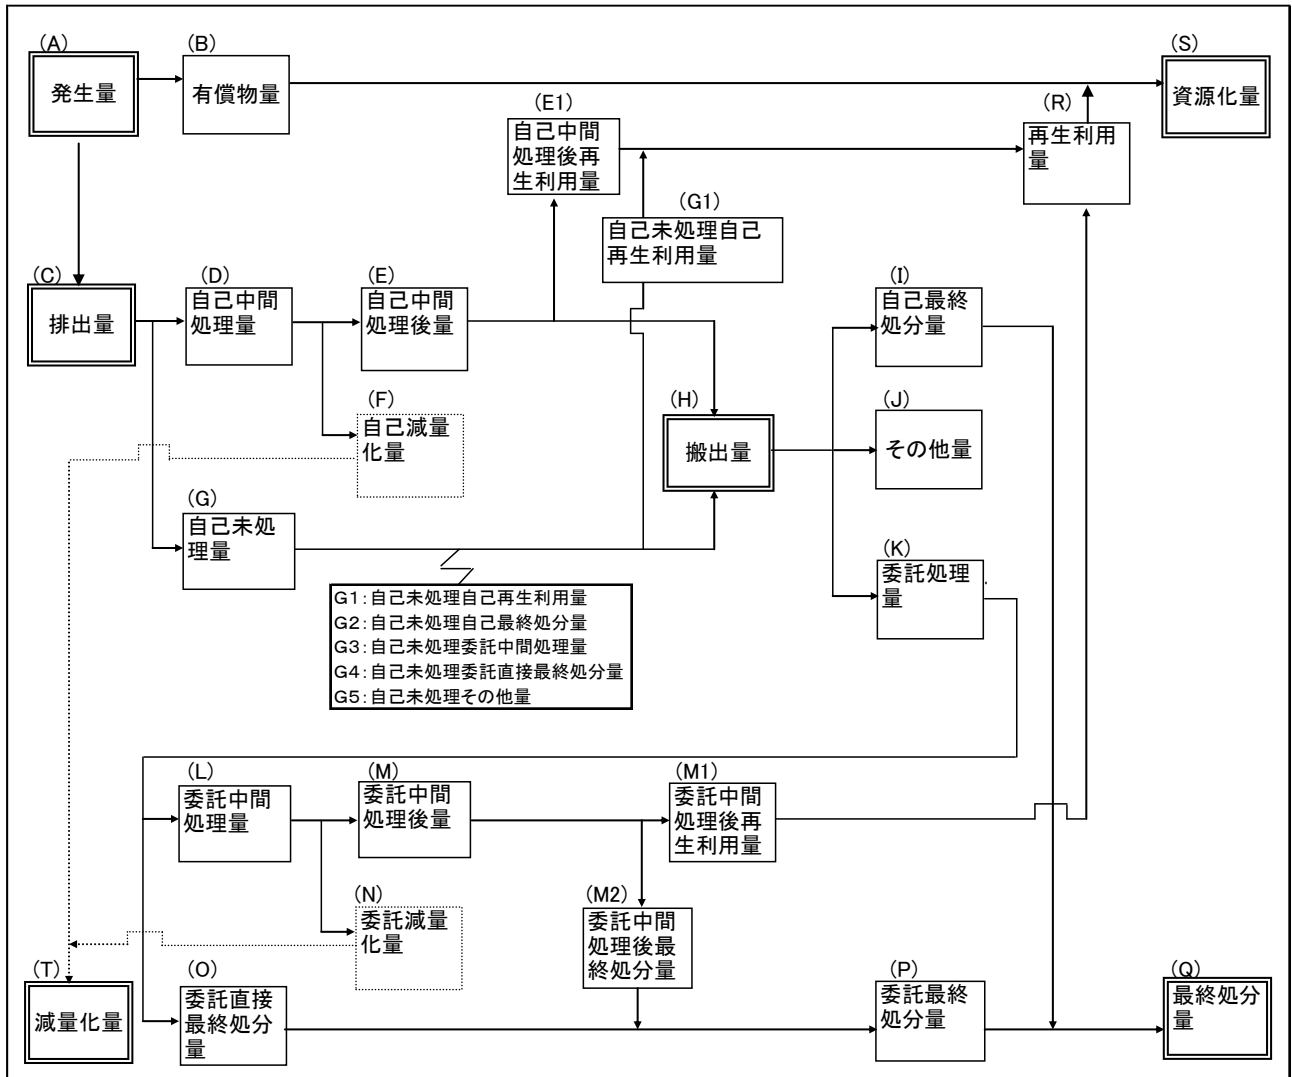 (A)
発生量
(B)
有償物量
(S)
資源化量
(E1)
自己中間
処理後再
生利用量
(R)
再生利用
量
(G1)
自己未処理自己
再生利用量
(C)
排出量
(D)
自己中間
処理量
(E)
自己中間
処理後量
(I)
自己最終
処分量
(F)
自己減量
化量
(H)
搬出量
(J)
その他量
(G)
自己未処
理量
(K)
委託処理
量
G1:自己未処理自己再生利用量
G2:自己未処理自己最終処分量
G3:自己未処理委託中間処理量
G4:自己未処理委託直接最終処分量
G5:自己未処理その他量
(L)
委託中間
処理量
(M)
委託中間
処理後量
(M1)
委託中間
処理後再
生利用量
(N)
委託減量
化量
(M2)
委託中間
処理後最
終処分量
(T)
減量化量
(O)
委託直接
最終処分
量
(P)
委託最終
処分量
(Q)
最終処分
量